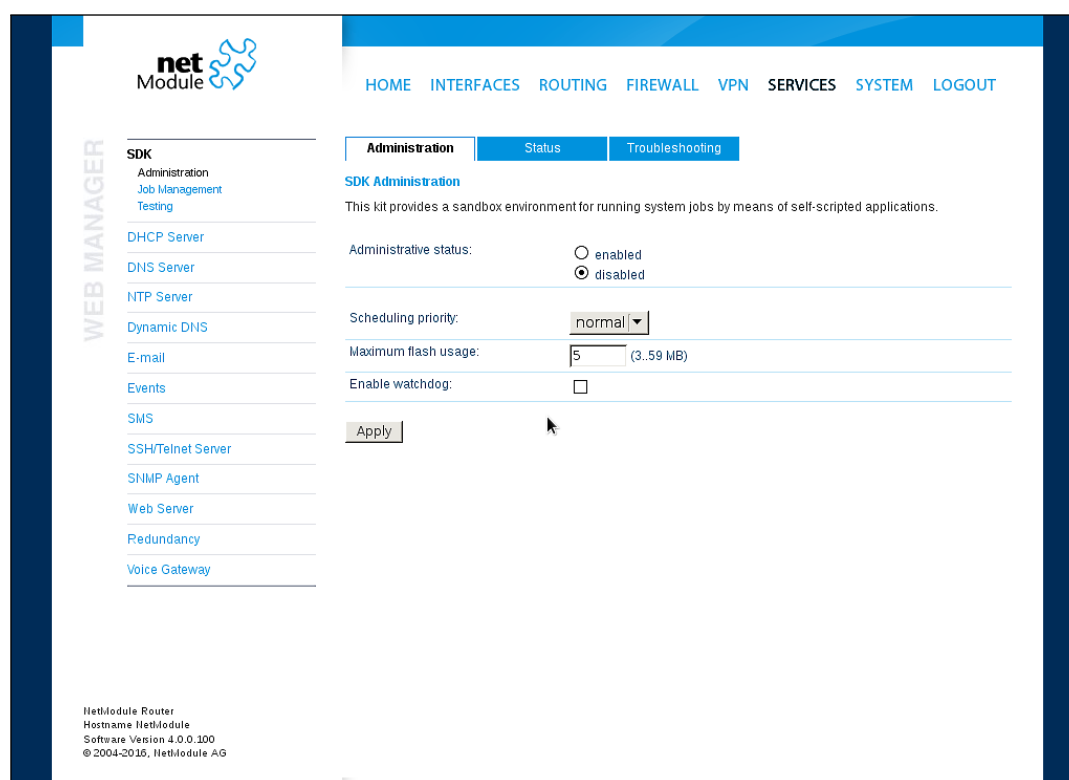 net
Module
HOME INTERFACES ROUTING FIREWALL VPN SERVICES SYSTEM LOGOUT
WEB MANAGER
SDK
Administration
Job Management
Testing
DHCP Server
DNS Server
NTP Server
Dynamic DNS
E-mail
Events
SMS
SSH/Telnet Server
SNMP Agent
Web Server
Redundancy
Voice Gateway
Administration Status Troubleshooting
SDK Administration
This kit provides a sandbox environment for running system jobs by means of self-scripted applications.
Administrative status:
enabled
disabled
Scheduling priority: normal
Maximum flash usage: 5 (3..59 MB)
Enable watchdog:
Apply
NetModule Router
Hostname NetModule
Software Version 4.0.0.100
© 2004-2016, NetModule AG